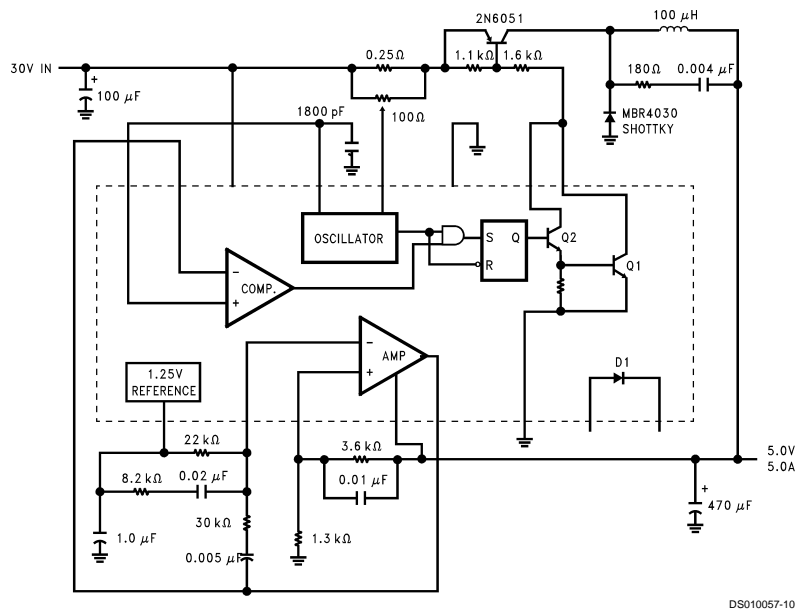 2N6051
100 μH
30V IN
0.25Ω
1.1 kΩ
1.6 kΩ
180Ω
0.004 μF
+
100 μF
1800 pF
100Ω
MBR4030
SHOTTKY
OSCILLATOR
S
Q
R
Q2
Q1
−
COMP.
+
−
AMP
+
D1
1.25V
REFERENCE
22 kΩ
3.6 kΩ
5.0V
5.0A
8.2 kΩ
0.02 μF
0.01 μF
+
470 μF
30 kΩ
1.0 μF
1.3 kΩ
0.005 μF
DS010057-10